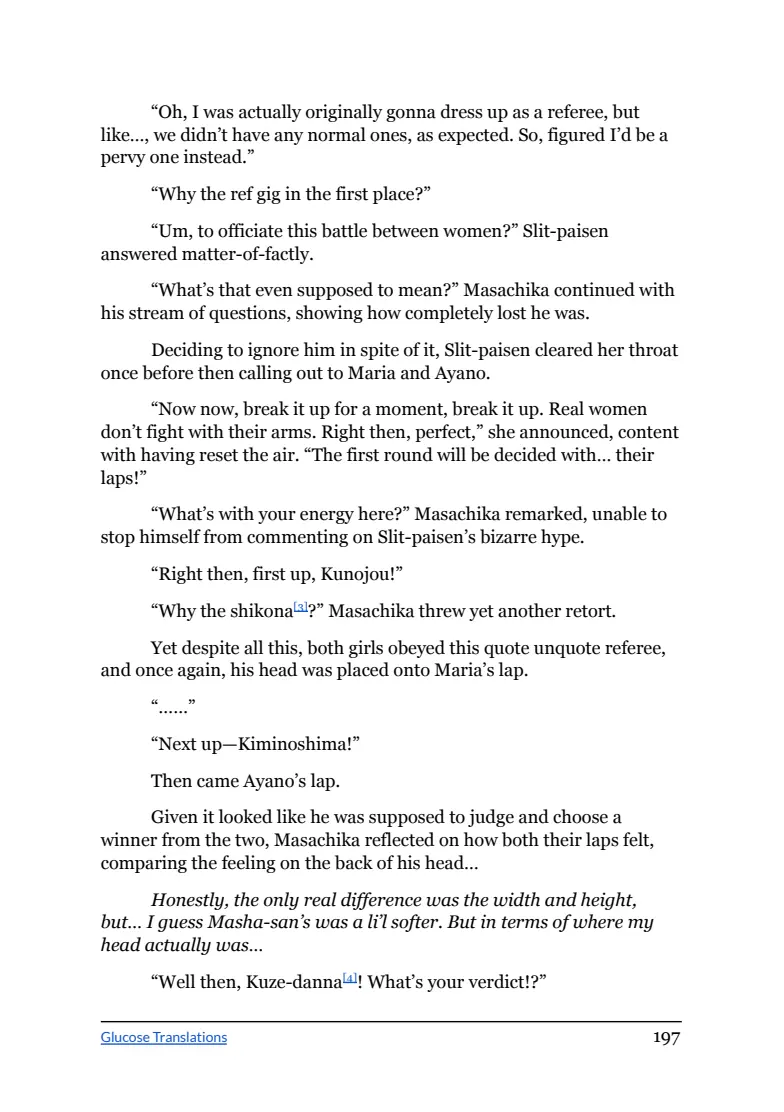 “Oh, I was actually originally gonna dress up as a referee, but
like…, we didn’t have any normal ones, as expected. So, figured I’d be a
pervy one instead.”
“Why the ref gig in the first place?”
“Um, to officiate this battle between women?” Slit-paisen
answered matter-of-factly.
“What’s that even supposed to mean?” Masachika continued with
his stream of questions, showing how completely lost he was.
Deciding to ignore him in spite of it, Slit-paisen cleared her throat
once before then calling out to Maria and Ayano.
“Now now, break it up for a moment, break it up. Real women
don’t fight with their arms. Right then, perfect,” she announced, content
with having reset the air. “The first round will be decided with… their
laps!”
“What’s with your energy here?” Masachika remarked, unable to
stop himself from commenting on Slit-paisen’s bizarre hype.
“Right then, first up, Kunojou!”
“Why the shikona[3]?” Masachika threw yet another retort.
Yet despite all this, both girls obeyed this quote unquote referee,
and once again, his head was placed onto Maria’s lap.
“……”
“Next up—Kiminoshima!”
Then came Ayano’s lap.
Given it looked like he was supposed to judge and choose a
winner from the two, Masachika reflected on how both their laps felt,
comparing the feeling on the back of his head…
Honestly, the only real difference was the width and height,
but… I guess Masha-san’s was a li’l softer. But in terms of where my
head actually was…
“Well then, Kuze-danna[4]! What’s your verdict!?”
Glucose Translations 197